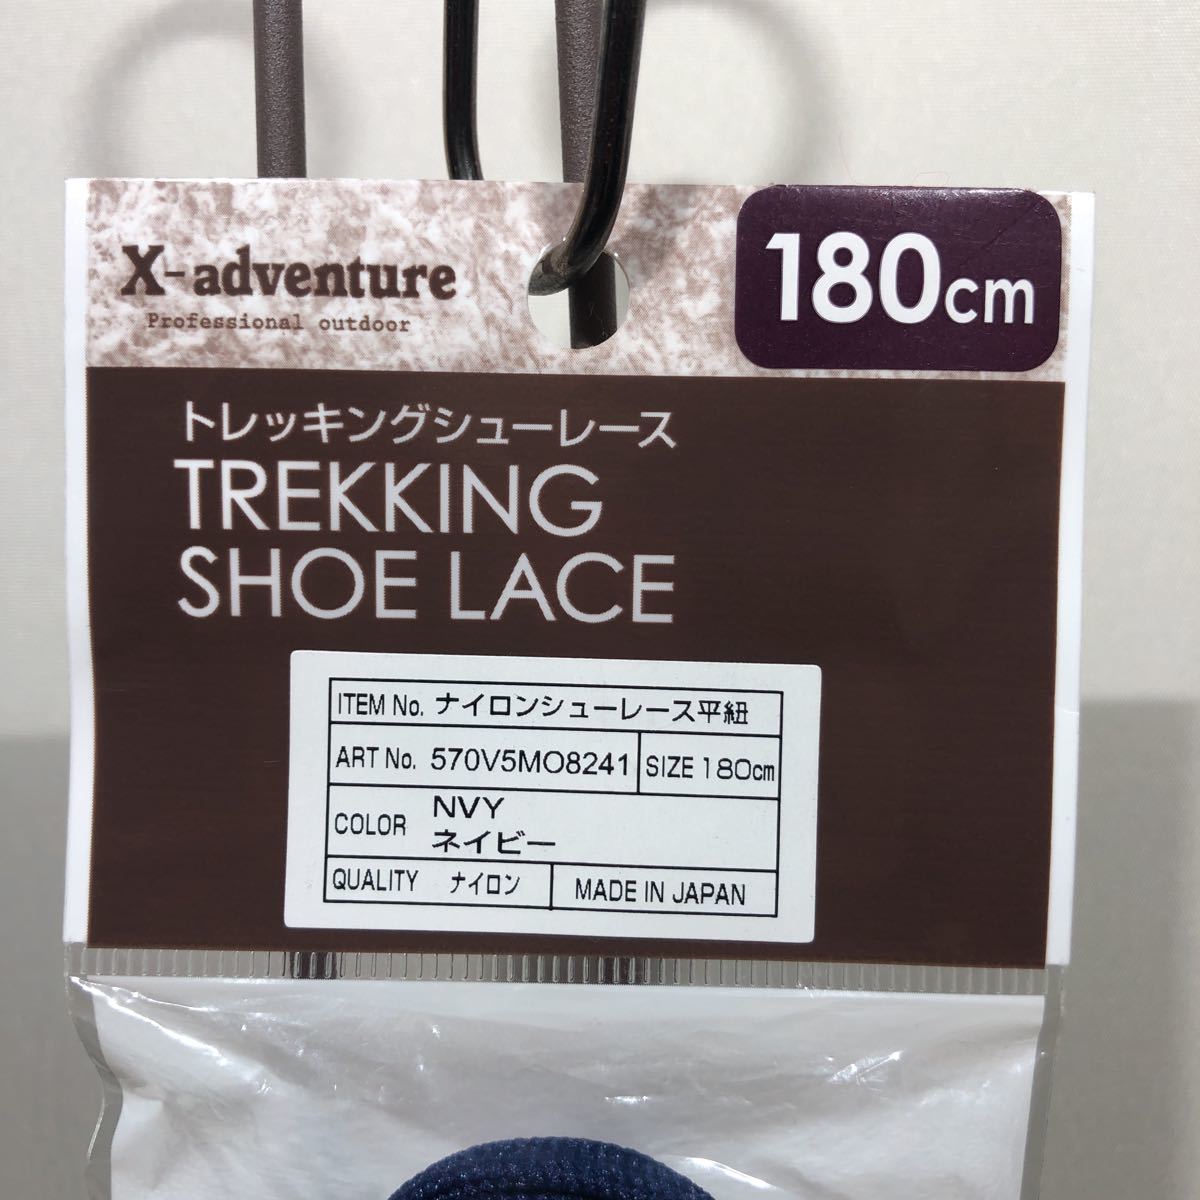 X-adventure
Professional outdoor
180cm
トレッキングシューレース
TREKKING
SHOE LACE
ITEM No. ナイロンシューレース平紐
ART No. 570V5MO8241 SIZE 180cm
COLOR NVY
ネイビー
QUALITY ナイロン MADE IN JAPAN